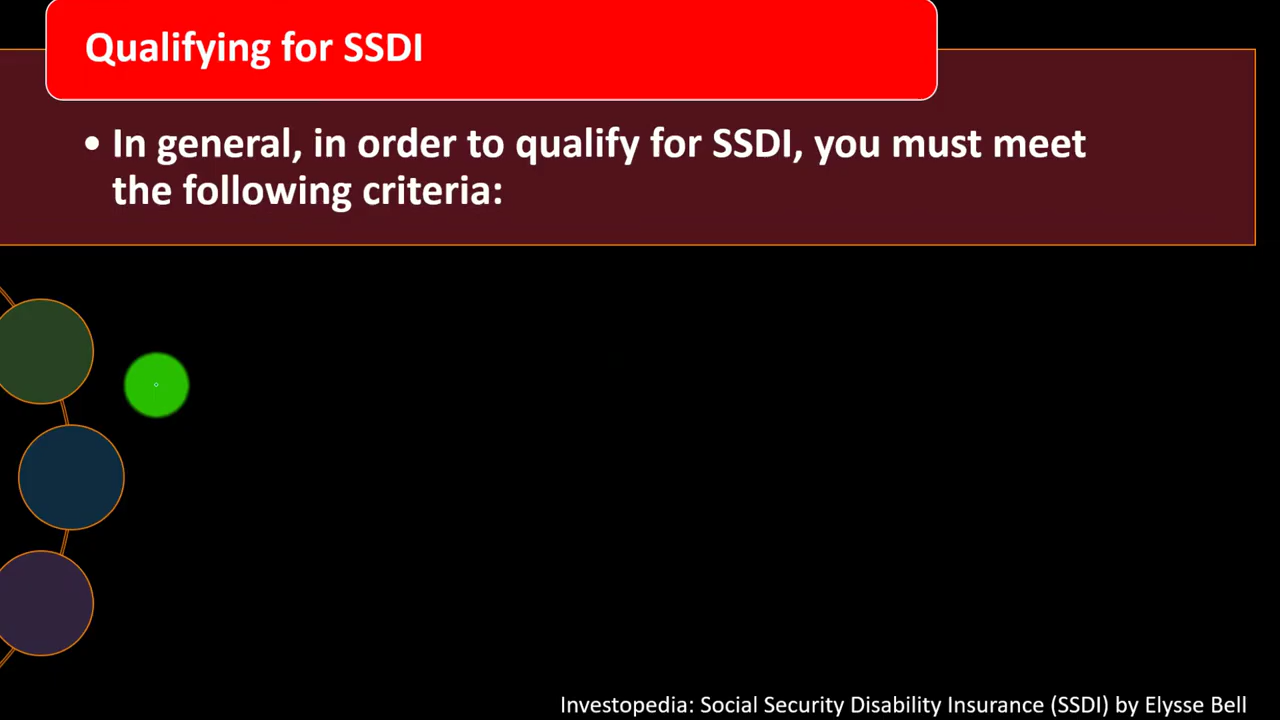 Qualifying for SSDI
• In general, in order to qualify for SSDI, you must meet
the following criteria:
Investopedia: Social Security Disability Insurance (SSDI) by Elysse Bell